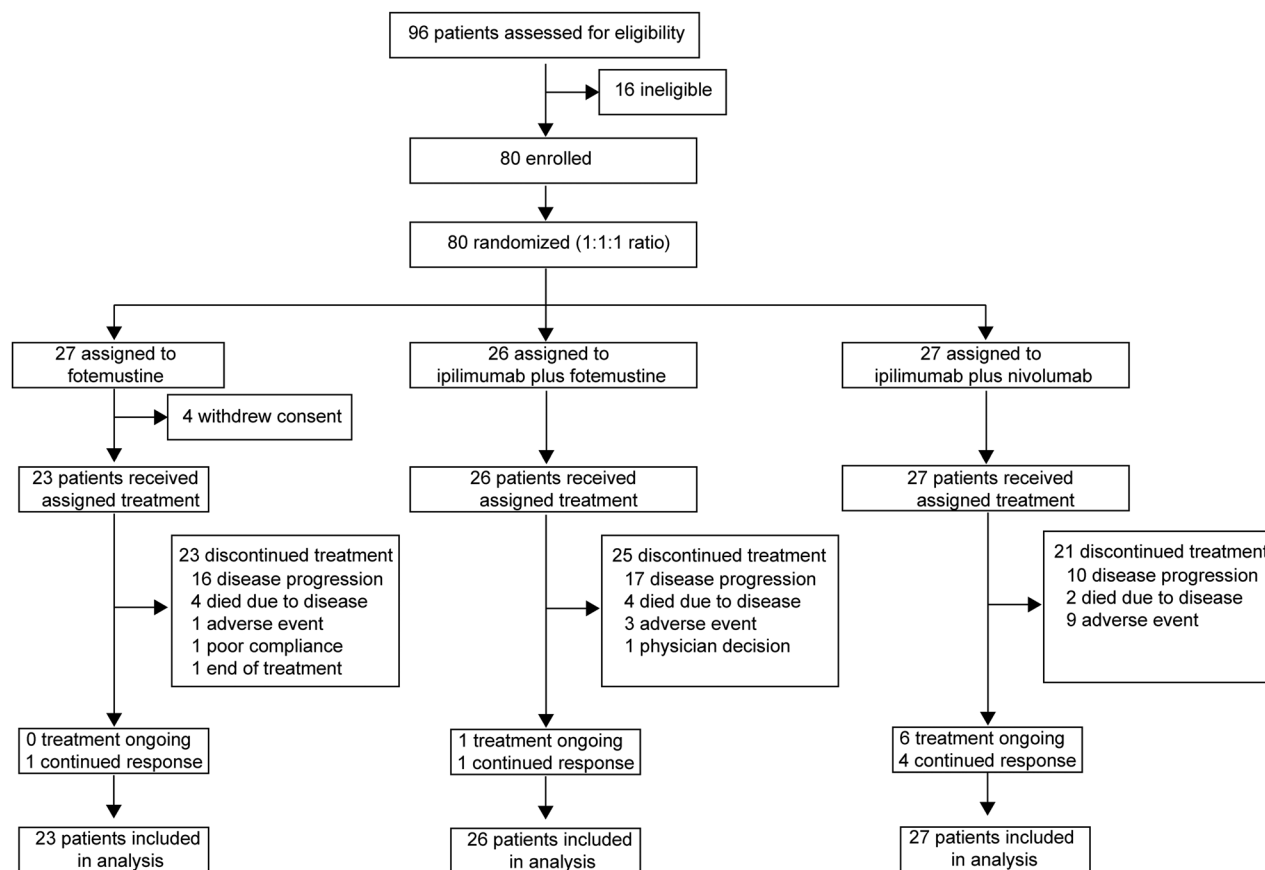 96 patients assessed for eligibility
16 ineligible
80 enrolled
80 randomized (1:1:1 ratio)
27 assigned to
fotemustine
26 assigned to
ipilimumab plus fotemustine
27 assigned to
ipilimumab plus nivolumab
4 withdrew consent
23 patients received
assigned treatment
26 patients received
assigned treatment
27 patients received
assigned treatment
23 discontinued treatment
16 disease progression
4 died due to disease
1 adverse event
1 poor compliance
1 end of treatment
25 discontinued treatment
17 disease progression
4 died due to disease
3 adverse event
1 physician decision
21 discontinued treatment
10 disease progression
2 died due to disease
9 adverse event
0 treatment ongoing
1 continued response
1 treatment ongoing
1 continued response
6 treatment ongoing
4 continued response
23 patients included
in analysis
26 patients included
in analysis
27 patients included
in analysis